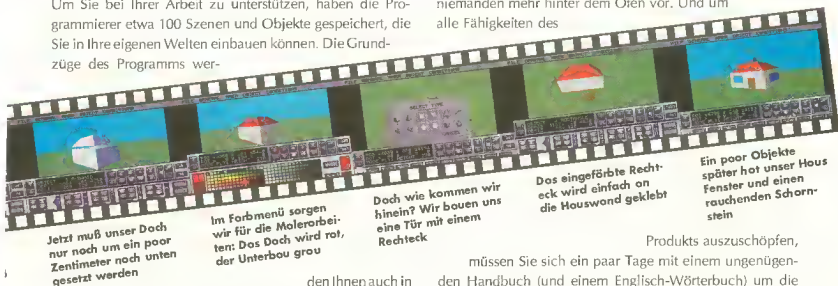 Um Sie bei Ihrer Arbeit zu unterstützen, haben die Pro-
grammierer etwa 100 Szenen und Objekte gespeichert, die
Sie in Ihre eigenen Welten einbauen können. Die Grund-
züge des Programms wer-
niemanden mehr hinter dem Ofen vor. Und um
alle Fähigkeiten des
Jetzt muß unser Dach
nur noch um ein paar
Zentimeter nach unten
gesetzt werden
Im Farbmenü sorgen
wir für die Malerarbei-
ten: Das Dach wird rot,
der Unterbau grau
SELECT TYPE
Doch wie kommen wir
hinein? Wir bauen uns
eine Tür mit einem
Rechteck
Das eingefärbte Recht-
eck wird einfach an
die Hauswand geklebt
Ein paar Objekte
später hat unser Haus
Fenster und einen
rauchenden Schorn-
stein
den Ihnen auch in
Produkts auszuschöpfen,
müssen Sie sich ein paar Tage mit einem ungenügen-
den Handbuch (und einem Englisch-Wörterbuch) um die